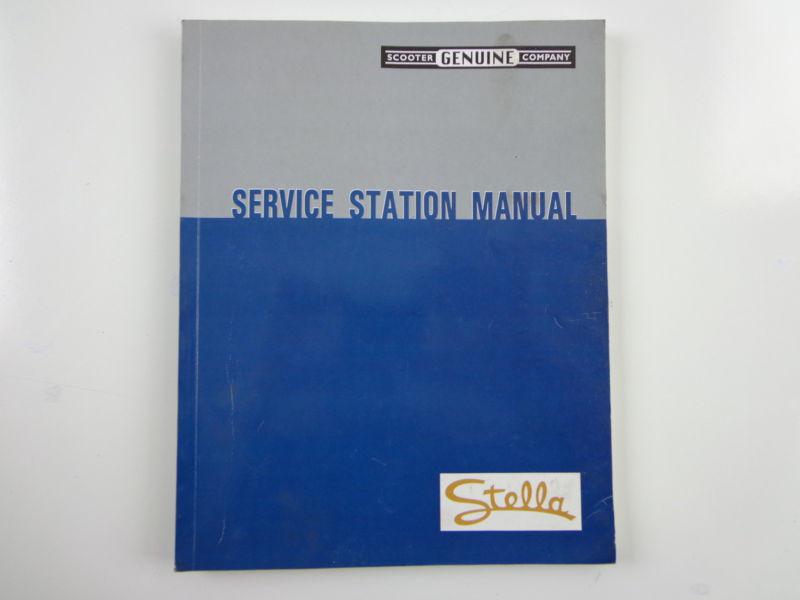 SCOOTER GENUINE COMPANY
SERVICE STATION MANUAL
Stella